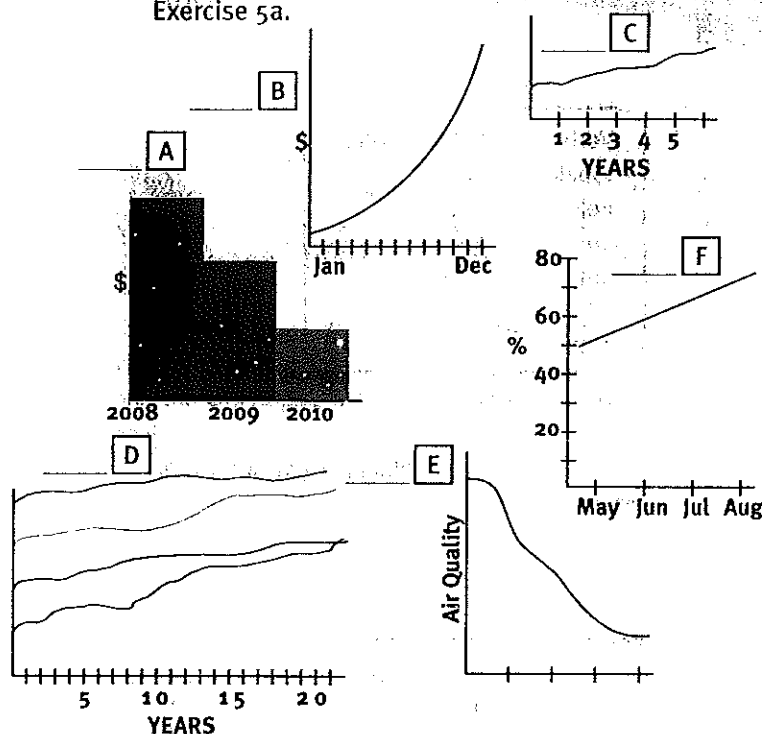 Exercise 5a.
A
$
2008 2009 2010
B
$
Jan Dec
C
1 2 3 4 5
YEARS
D
5 10 15 20
YEARS
E
Air Quality
F
80
60
%
40
20
May Jun Jul Aug